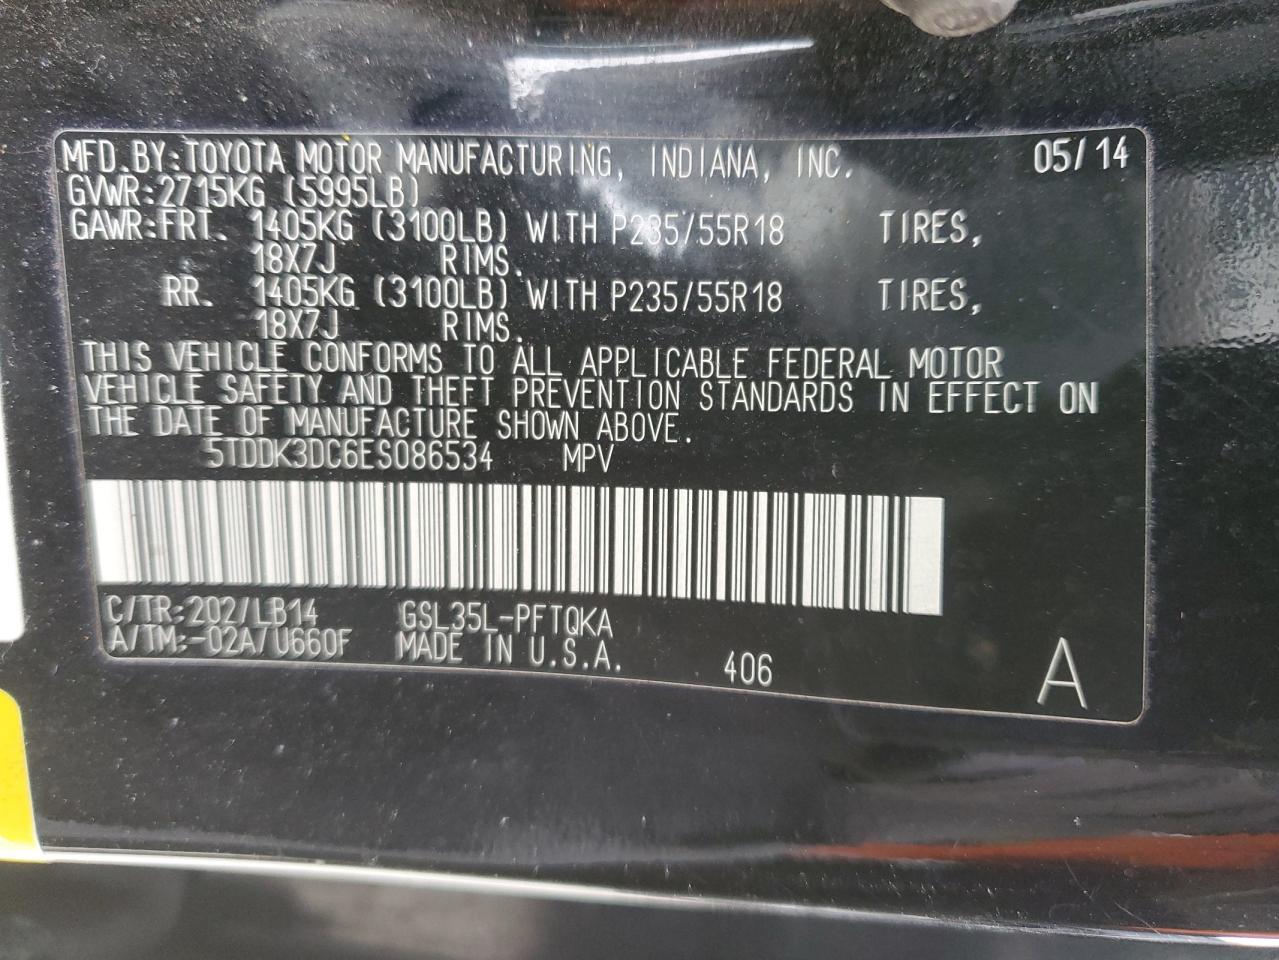 MFD.BY:TOYOTA MOTOR MANUFACTURING, INDIANA, INC. 05/14
GVWR:2715KG (5995LB)
GAWR:FRT. 1405KG (3100LB) WITH P235/55R18 TIRES,
18X7J RIMS.
RR. 1405KG (3100LB) WITH P235/55R18 TIRES,
18X7J RIMS.
THIS VEHICLE CONFORMS TO ALL APPLICABLE FEDERAL MOTOR
VEHICLE SAFETY AND THEFT PREVENTION STANDARDS IN EFFECT ON
THE DATE OF MANUFACTURE SHOWN ABOVE.
5TDDK3DC6ES086534 MPV
C/TR:202/LB14 GSL35L-PFTQKA
A/TM:-02A/U660F MADE IN U.S.A. 406 A